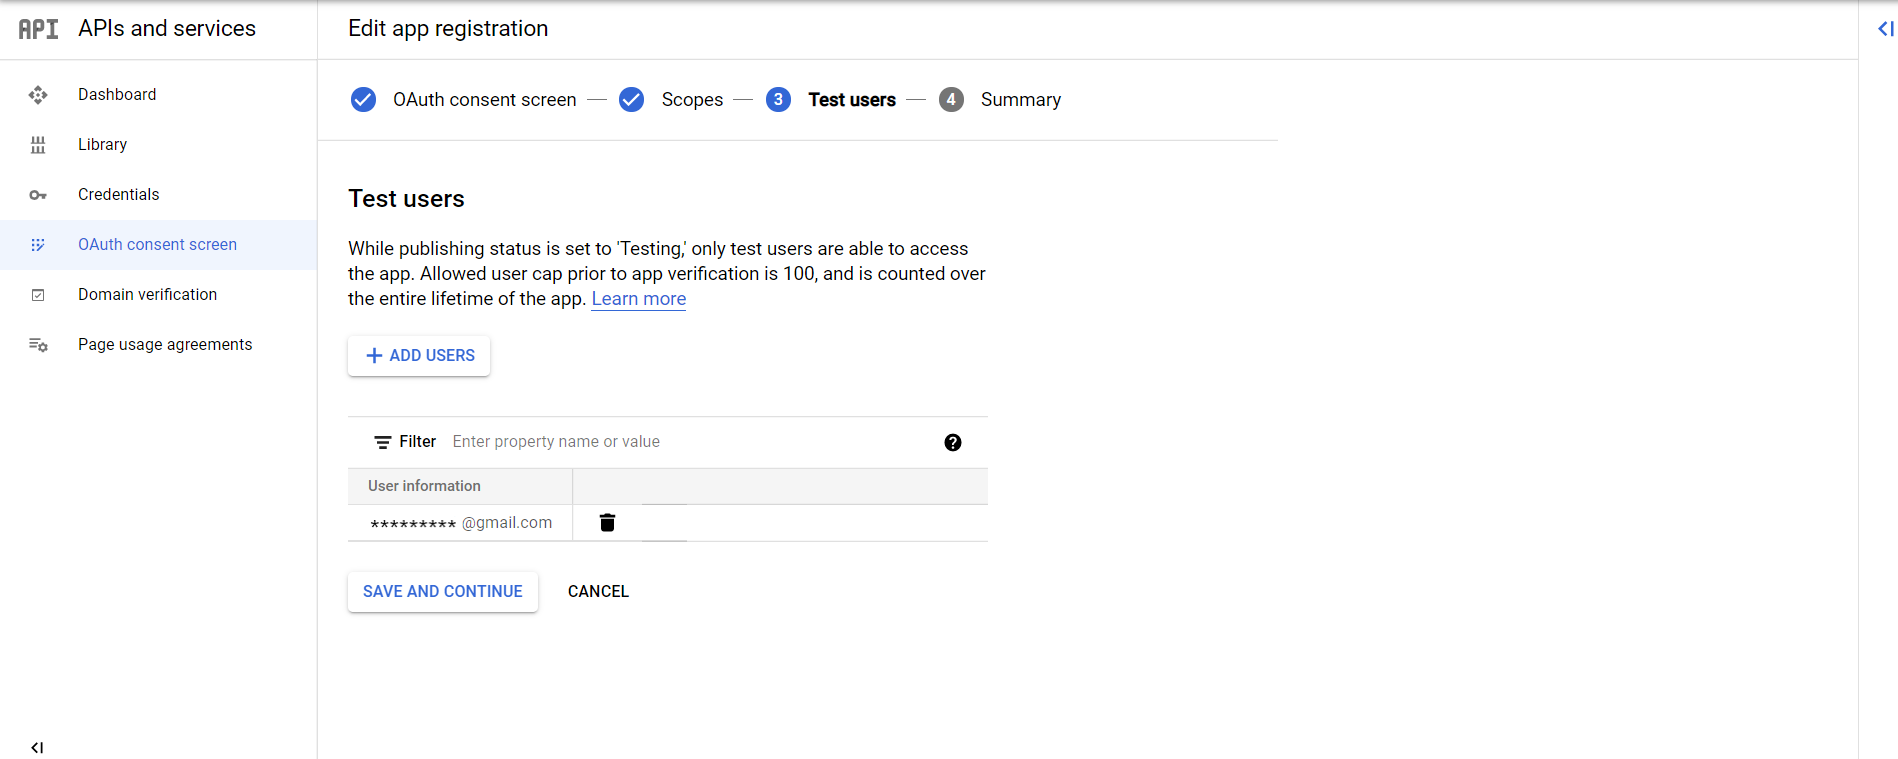 API APIs and services
Edit app registration
Dashboard
Library
Credentials
OAuth consent screen
Domain verification
Page usage agreements
OAuth consent screen — Scopes — 3 Test users — 4 Summary
Test users
While publishing status is set to 'Testing,' only test users are able to access
the app. Allowed user cap prior to app verification is 100, and is counted over
the entire lifetime of the app. Learn more
+ ADD USERS
Filter Enter property name or value ?
User information
********* @gmail.com
SAVE AND CONTINUE CANCEL